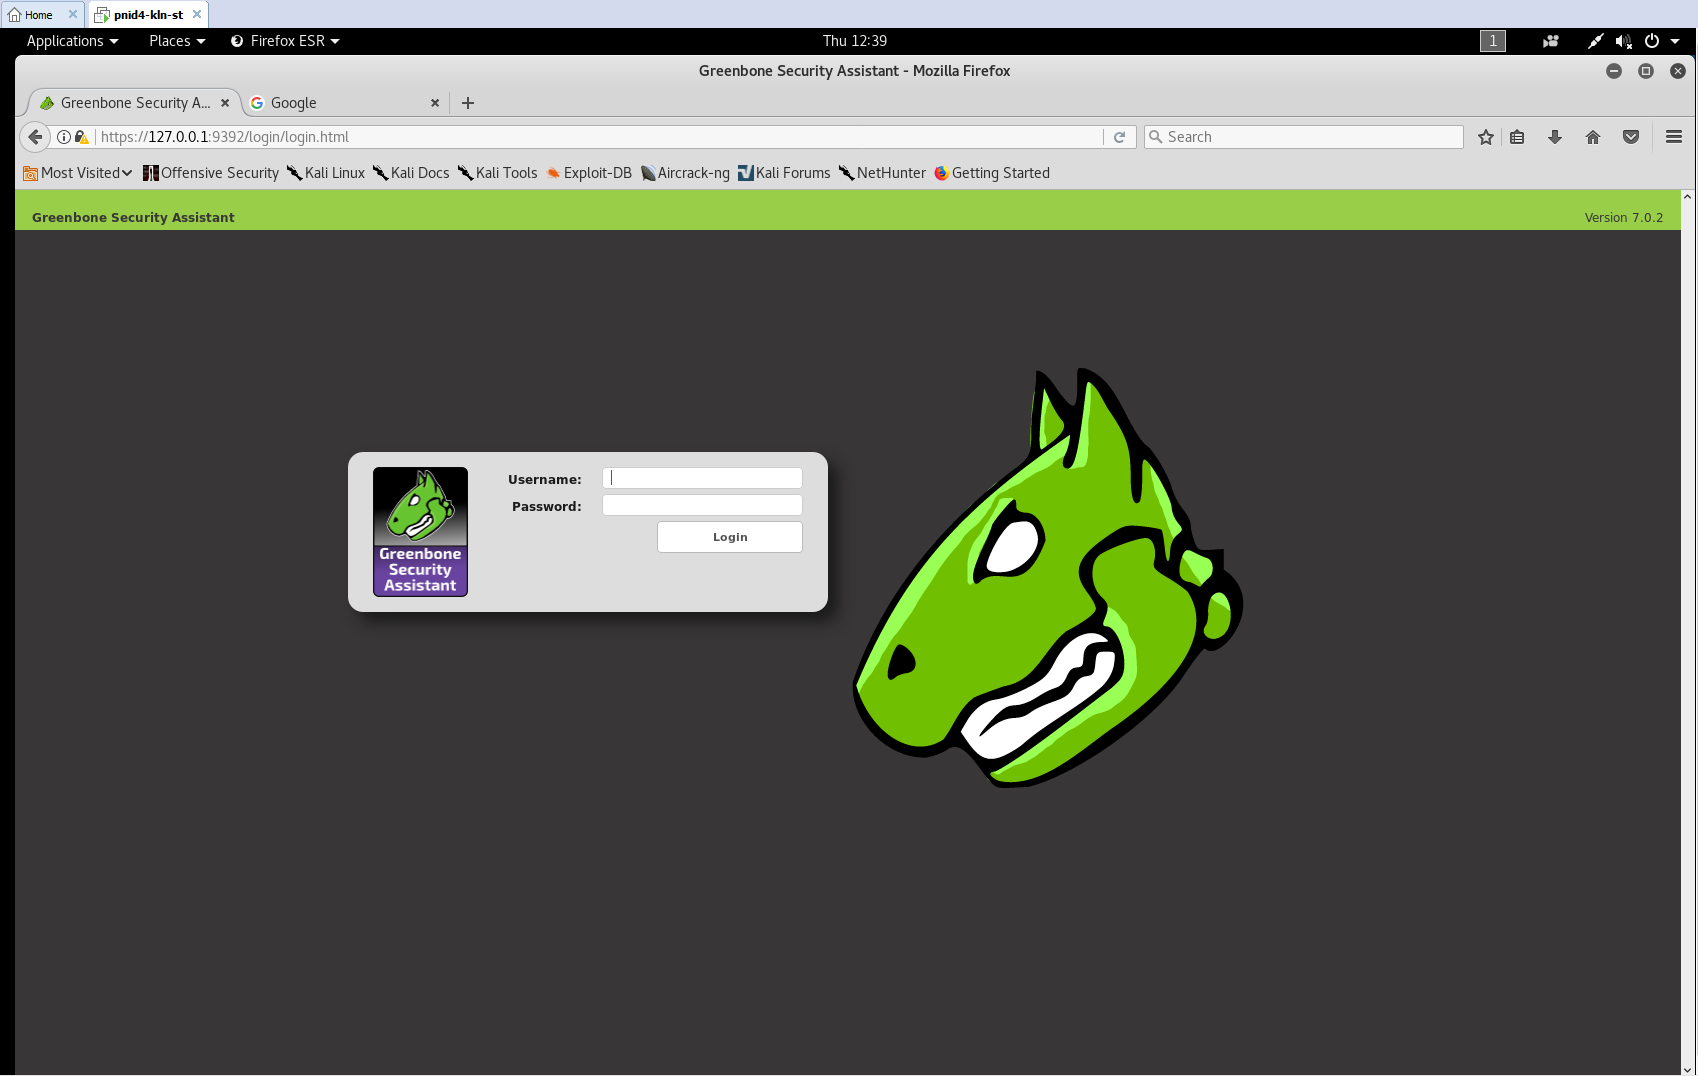 Home pnid4-kln-st
Applications Places Firefox ESR Thu 12:39 1
Greenbone Security Assistant - Mozilla Firefox
Greenbone Security A... Google
https://127.0.0.1:9392/login/login.html Search
Most Visited Offensive Security Kali Linux Kali Docs Kali Tools Exploit-DB Aircrack-ng Kali Forums NetHunter Getting Started
Greenbone Security Assistant Version 7.0.2
Username:
Password:
Login
Greenbone
Security
Assistant